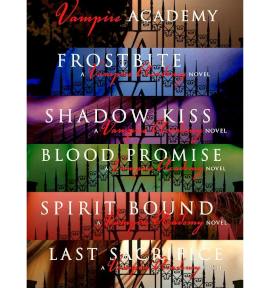 Vampire ACADEMY
FROSTBITE
A Vampire Academy NOVEL
SHADOW KISS
A Vampire Academy NOVEL
BLOOD PROMISE
A Vampire Academy NOVEL
SPIRIT BOUND
A Vampire Academy NOVEL
LAST SACRIFICE
A Vampire Academy